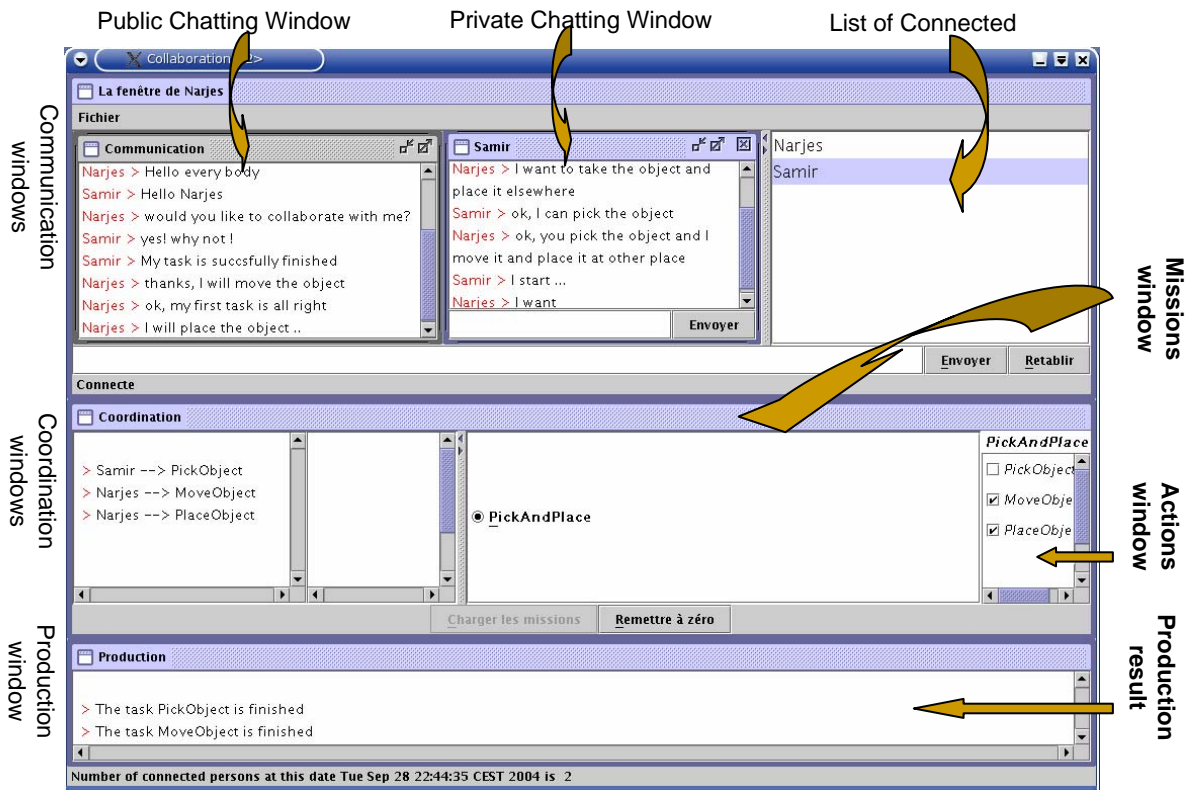 Public Chatting Window
Private Chatting Window
List of Connected
Collaboration
La fenêtre de Narjes
Fichier
Communication windows
Communication
Narjes > Hello every body
Samir > Hello Narjes
Narjes > would you like to collaborate with me?
Samir > yes! why not !
Samir > My task is succsfully finished
Narjes > thanks, I will move the object
Narjes > ok, my first task is all right
Narjes > I will place the object ..
Samir
Narjes > I want to take the object and
place it elsewhere
Samir > ok, I can pick the object
Narjes > ok, you pick the object and I
move it and place it at other place
Samir > I start ...
Narjes > I want
Envoyer
Narjes
Samir
Missions window
Envoyer
Retablir
Connecte
Coordination windows
Coordination
> Samir --> PickObject
> Narjes --> MoveObject
> Narjes --> PlaceObject
PickAndPlace
PickAndPlace
PickObject
MoveObje
PlaceObje
Actions window
Charger les missions
Remettre à zéro
Production window
Production
> The task PickObject is finished
> The task MoveObject is finished
Production result
Number of connected persons at this date Tue Sep 28 22:44:35 CEST 2004 is 2